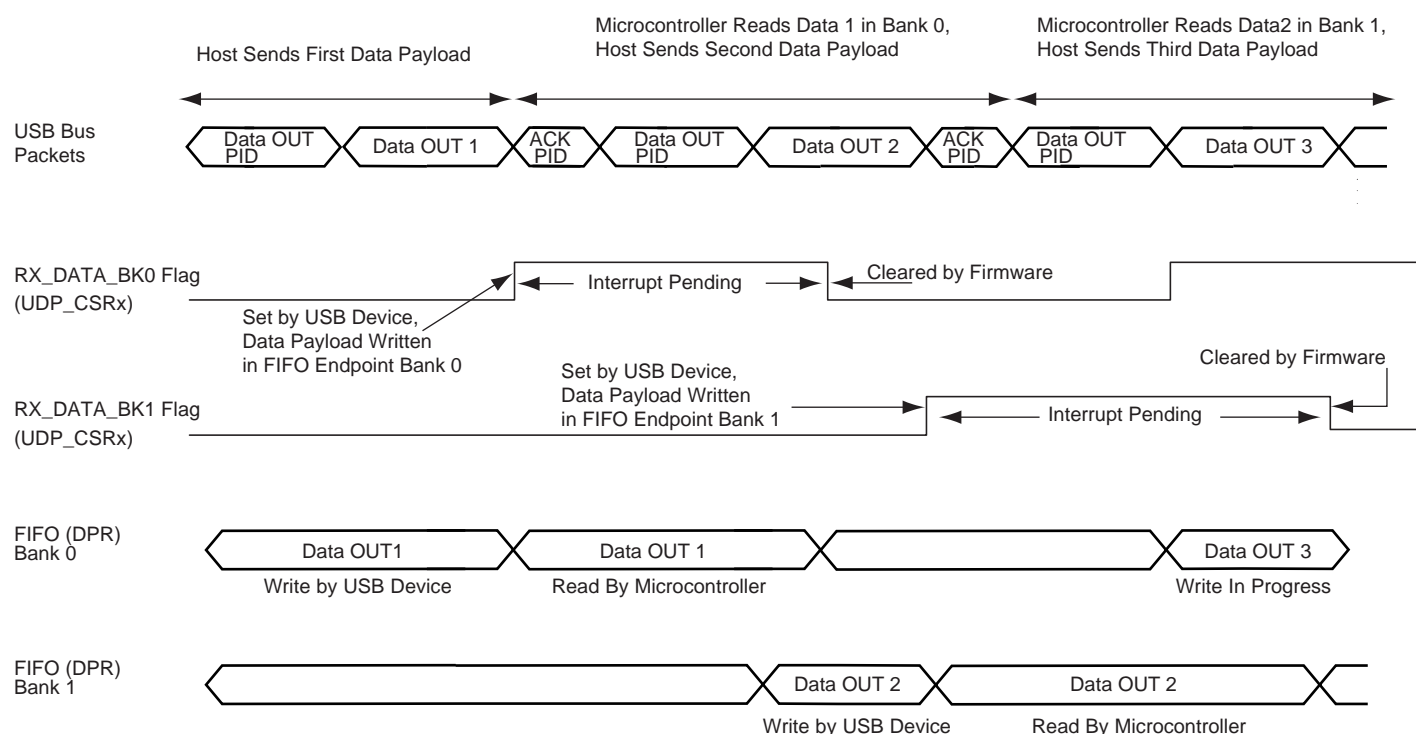 Host Sends First Data Payload
Microcontroller Reads Data 1 in Bank 0,
Host Sends Second Data Payload
Microcontroller Reads Data2 in Bank 1,
Host Sends Third Data Payload
USB Bus
Packets
Data OUT
PID
Data OUT 1
ACK
PID
Data OUT
PID
Data OUT 2
ACK
PID
Data OUT
PID
Data OUT 3
RX_DATA_BK0 Flag
(UDP_CSRx)
Interrupt Pending
Cleared by Firmware
Set by USB Device,
Data Payload Written
in FIFO Endpoint Bank 0
Cleared by Firmware
Set by USB Device,
Data Payload Written
in FIFO Endpoint Bank 1
RX_DATA_BK1 Flag
(UDP_CSRx)
Interrupt Pending
FIFO (DPR)
Bank 0
Data OUT1
Data OUT 1
Data OUT 3
Write by USB Device
Read By Microcontroller
Write In Progress
FIFO (DPR)
Bank 1
Data OUT 2
Data OUT 2
Write by USB Device
Read By Microcontroller